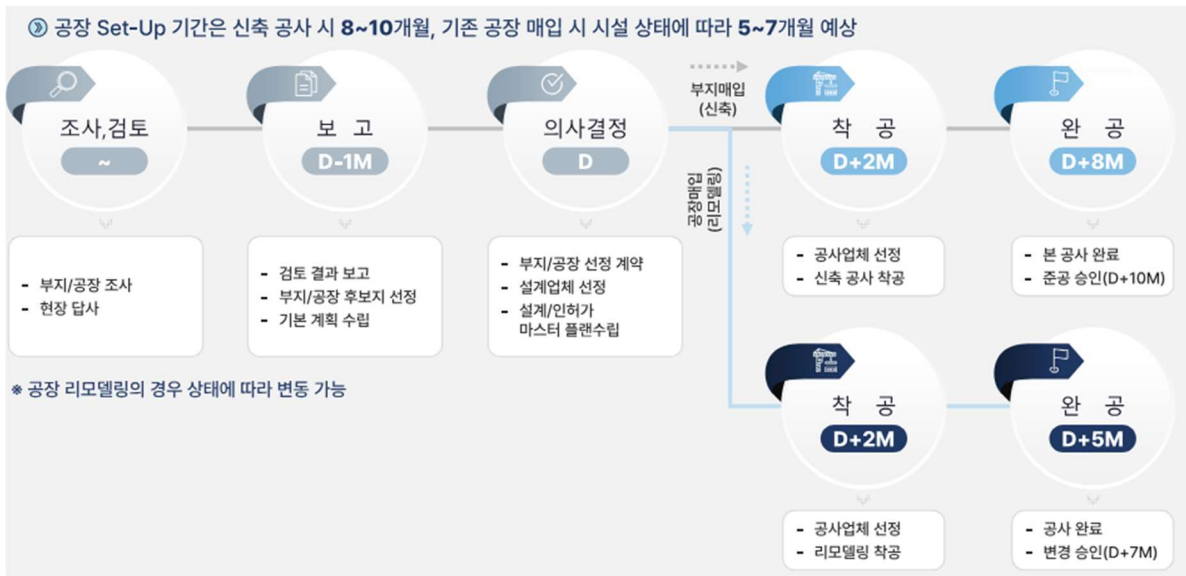 공장 Set-Up 기간은 신축 공사 시 8~10개월, 기존 공장 매입 시 시설 상태에 따라 5~7개월 예상
조사,검토
~
보 고
D-1M
의사결정
D
부지매입
(신축)
착 공
D+2M
완 공
D+8M
공장매입
(리모델링)
- 부지/공장 조사
- 현장 답사
- 검토 결과 보고
- 부지/공장 후보지 선정
- 기본 계획 수립
- 부지/공장 선정 계약
- 설계업체 선정
- 설계/인허가
마스터 플랜수립
- 공사업체 선정
- 신축 공사 착공
- 본 공사 완료
- 준공 승인(D+10M)
※ 공장 리모델링의 경우 상태에 따라 변동 가능
착 공
D+2M
완 공
D+5M
- 공사업체 선정
- 리모델링 착공
- 공사 완료
- 변경 승인(D+7M)